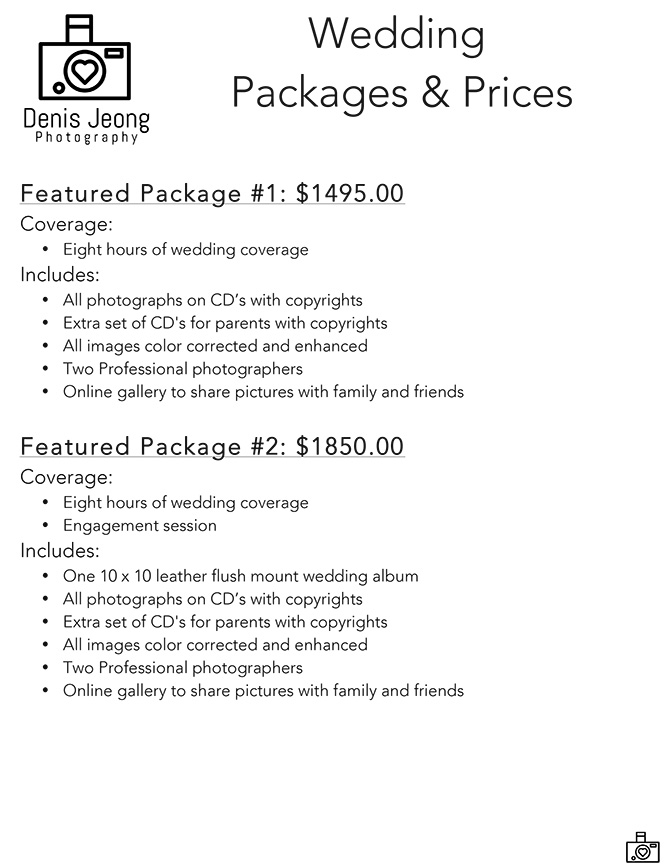 Wedding
Packages & Prices
Denis Jeong
Photography
Featured Package #1: $1495.00
Coverage:
• Eight hours of wedding coverage
Includes:
• All photographs on CD’s with copyrights
• Extra set of CD's for parents with copyrights
• All images color corrected and enhanced
• Two Professional photographers
• Online gallery to share pictures with family and friends
Featured Package #2: $1850.00
Coverage:
• Eight hours of wedding coverage
• Engagement session
Includes:
• One 10 x 10 leather flush mount wedding album
• All photographs on CD’s with copyrights
• Extra set of CD's for parents with copyrights
• All images color corrected and enhanced
• Two Professional photographers
• Online gallery to share pictures with family and friends